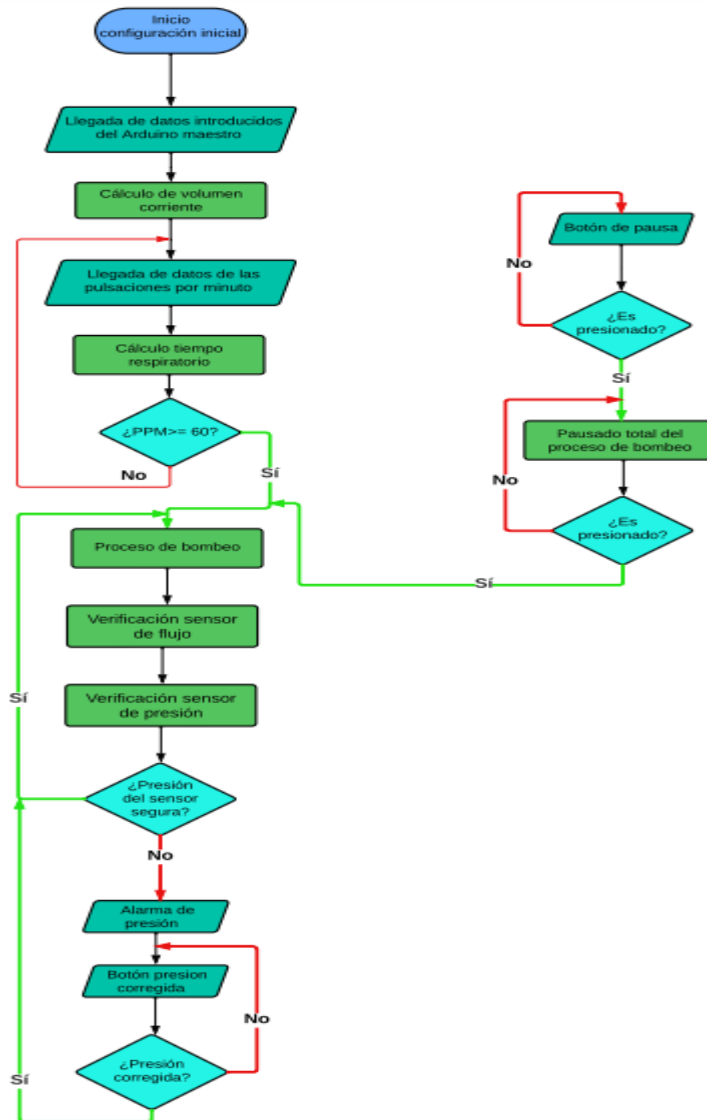 Inicio
configuración inicial
Llegada de datos introducidos
del Arduino maestro
Cálculo de volumen
corriente
Llegada de datos de las
pulsaciones por minuto
Cálculo tiempo
respiratorio
¿PPM>= 60?
No
Sí
Botón de pausa
No
¿Es
presionado?
Sí
Pausado total del
proceso de bombeo
No
¿Es
presionado?
Sí
Proceso de bombeo
Verificación sensor
de flujo
Sí
Verificación sensor
de presión
¿Presión
del sensor
segura?
No
Alarma de
presión
Botón presion
corregida
No
¿Presión
corregida?
Sí